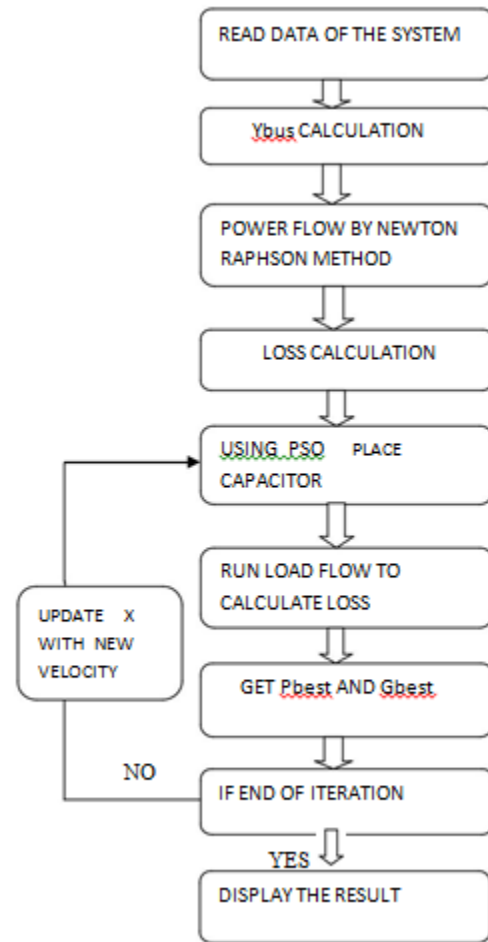 READ DATA OF THE SYSTEM
Ybus CALCULATION
POWER FLOW BY NEWTON
RAPHSON METHOD
LOSS CALCULATION
USING PSO PLACE
CAPACITOR
RUN LOAD FLOW TO
CALCULATE LOSS
UPDATE X
WITH NEW
VELOCITY
GET Pbest AND Gbest
NO
IF END OF ITERATION
YES
DISPLAY THE RESULT